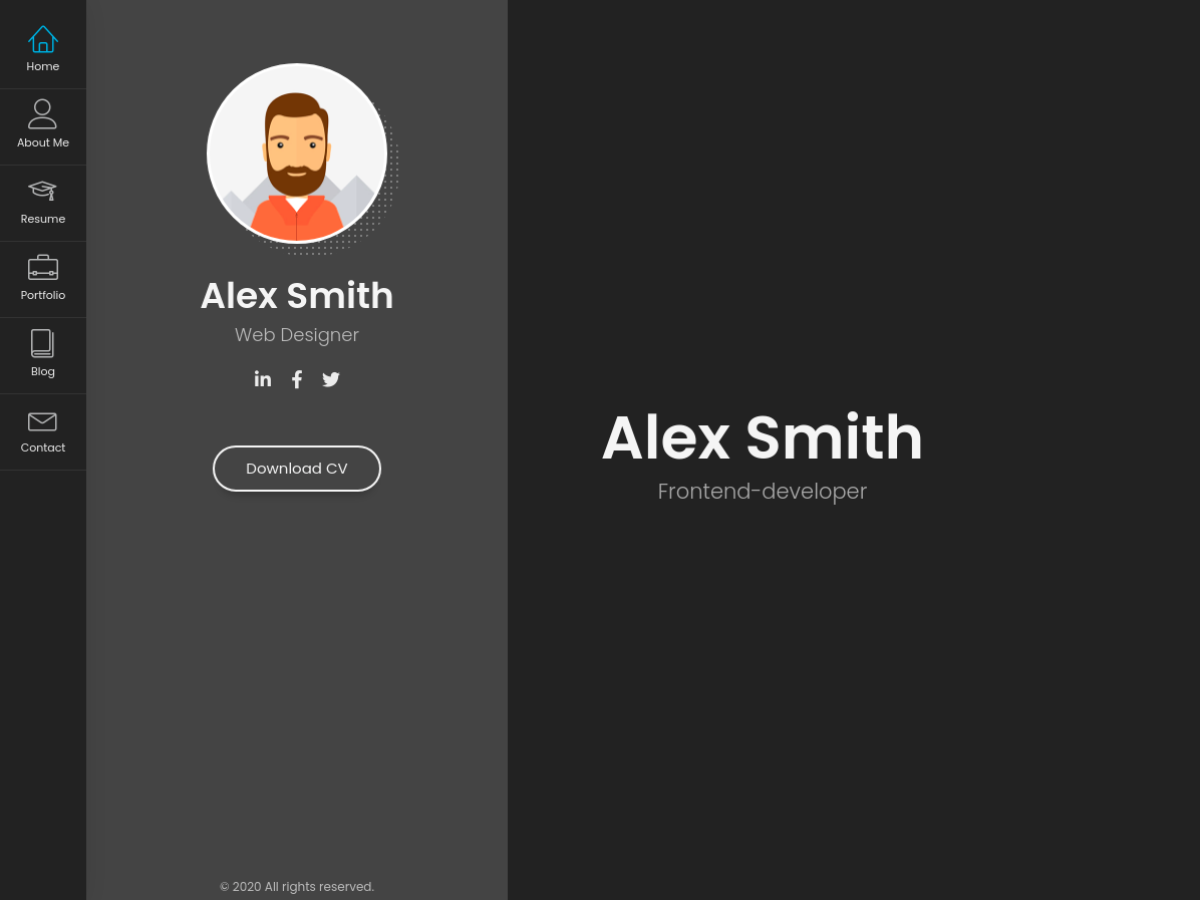 Home
About Me
Resume
Portfolio
Blog
Contact
Alex Smith
Web Designer
Download CV
© 2020 All rights reserved.
Alex Smith
Frontend-developer